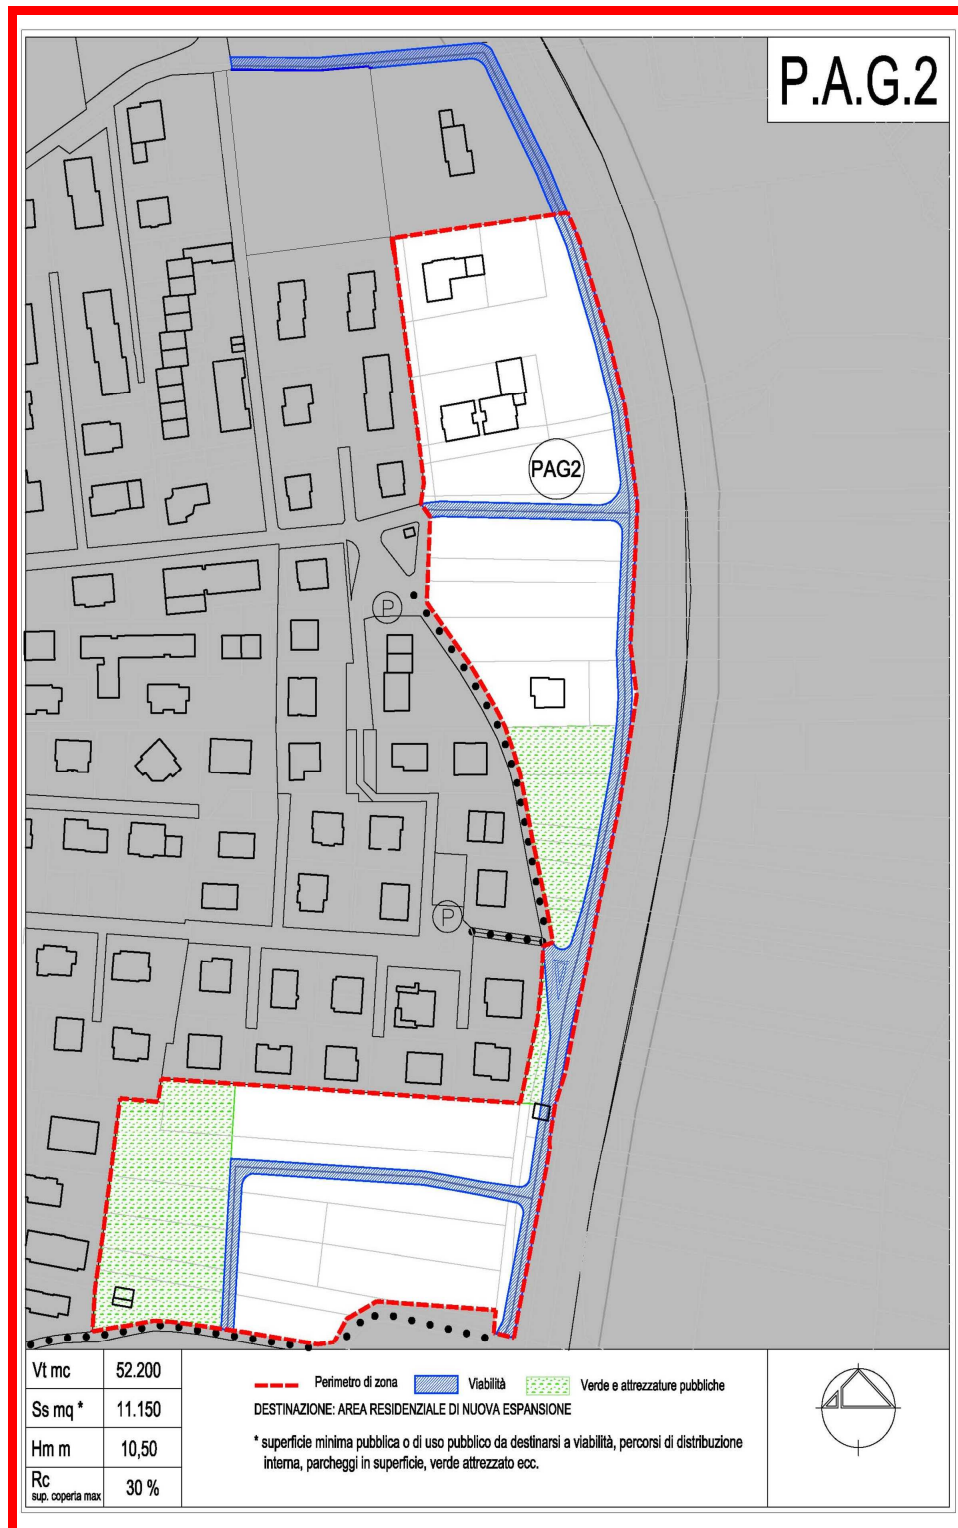 P.A.G.2
PAG2
P
P
Vt mc 52.200
Ss mq * 11.150
Hm m 10,50
Rc
sup. coperta max 30 %
Perimetro di zona Viabilità Verde e attrezzature pubbliche
DESTINAZIONE: AREA RESIDENZIALE DI NUOVA ESPANSIONE
* superficie minima pubblica o di uso pubblico da destinarsi a viabilità, percorsi di distribuzione
interna, parcheggi in superficie, verde attrezzato ecc.